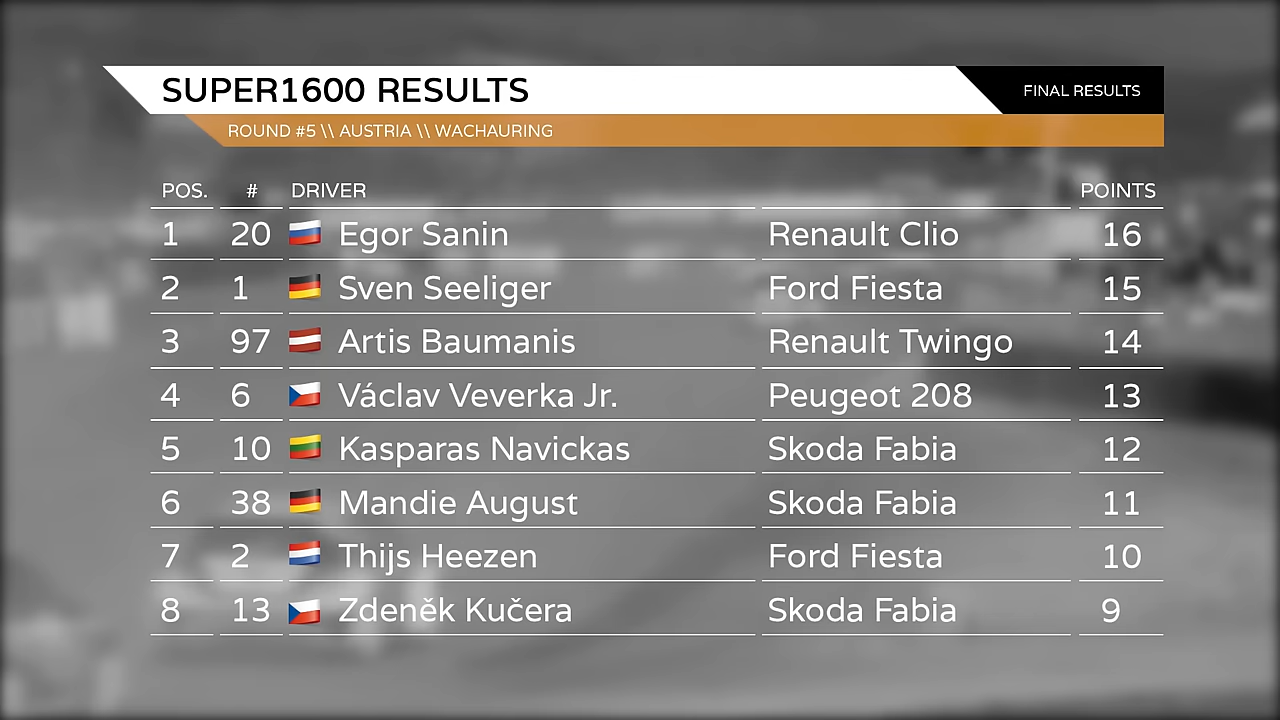 SUPER1600 RESULTS
FINAL RESULTS
ROUND #5 \\ AUSTRIA \\ WACHAURING
POS. # DRIVER POINTS
1 20 Egor Sanin Renault Clio 16
2 1 Sven Seeliger Ford Fiesta 15
3 97 Artis Baumanis Renault Twingo 14
4 6 Václav Veverka Jr. Peugeot 208 13
5 10 Kasparas Navickas Skoda Fabia 12
6 38 Mandie August Skoda Fabia 11
7 2 Thijs Heezen Ford Fiesta 10
8 13 Zdeněk Kučera Skoda Fabia 9